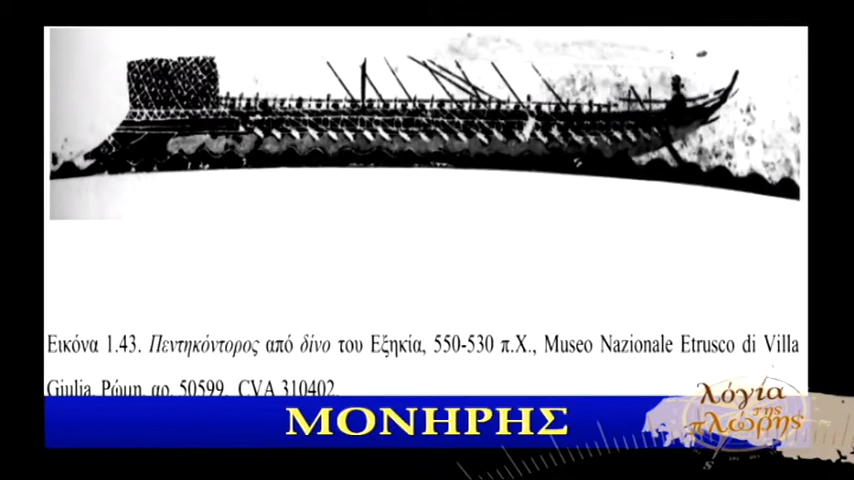 Εικόνα 1.43. Πεντηκόντορος από δίνο του Εξηκία, 550-530 π.Χ., Museo Nazionale Etrusco di Villa
Giulia, Ρώμη, αρ. 50599, CVA 310402.
ΜΟΝΗΡΗΣ
λόγια
της
πλώρης
S